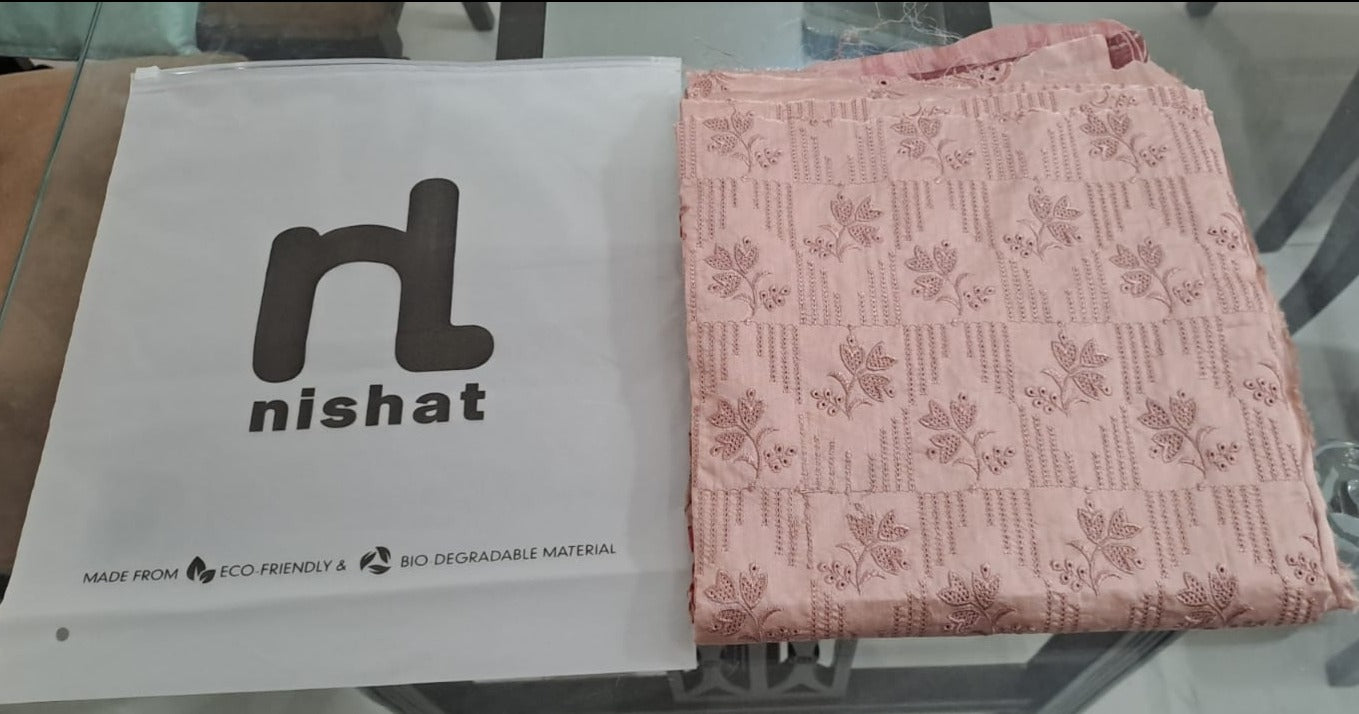 nl
nishat
MADE FROM ECO-FRIENDLY & BIO DEGRADABLE MATERIAL